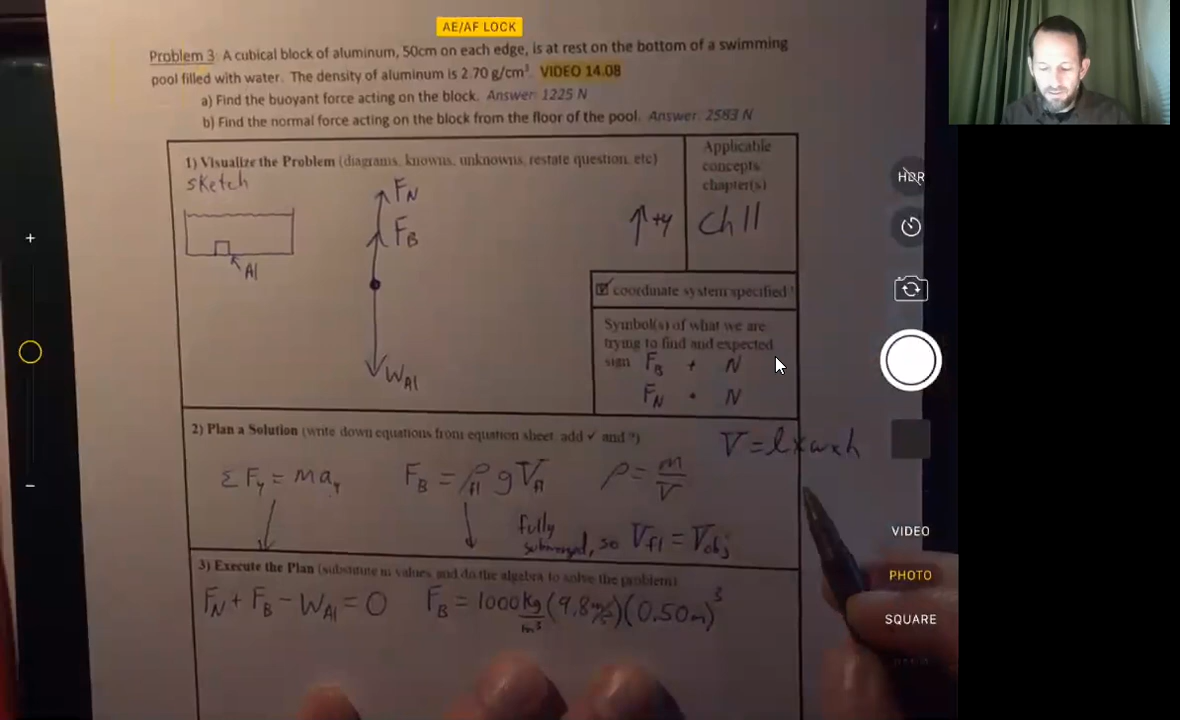 AE/AF LOCK
Problem 3: A cubical block of aluminum, 50cm on each edge, is at rest on the bottom of a swimming
pool filled with water. The density of aluminum is 2.70 g/cm³. VIDEO 14.08
a) Find the buoyant force acting on the block. Answer: 1225 N
b) Find the normal force acting on the block from the floor of the pool. Answer: 2583 N
1) Visualize the Problem (diagrams, knowns, unknowns, restate question, etc)
Applicable
concepts
chapter(s)
sketch
Al
F_N
F_B
W_Al
↑+y
Ch 11
coordinate system specified?
Symbol(s) of what we are
trying to find and expected
sign F_B + N
F_N · N
2) Plan a Solution (write down equations from equation sheet, add ✓ and ?)
V = l×w×h
ΣF_y = ma_y F_B = ρ_fl g V_fl ρ = m/V
fully
submerged, so V_fl = V_obj
3) Execute the Plan (substitute in values and do the algebra to solve the problem)
F_N + F_B - W_Al = 0 F_B = 1000 kg/m³ (9.8 m/s²)(0.50m)³
HDR
VIDEO
PHOTO
SQUARE